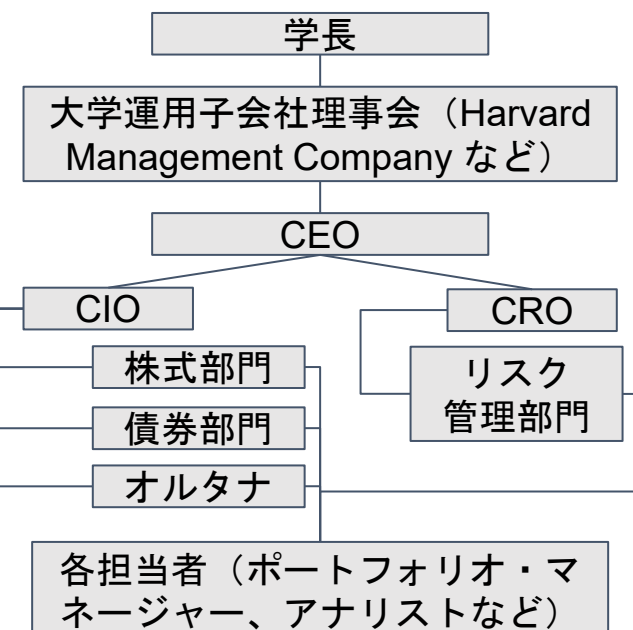 学長
大学運用子会社理事会（Harvard
Management Company など）
CEO
CIO
CRO
株式部門
リスク
管理部門
債券部門
オルタナ
各担当者（ポートフォリオ・マ
ネージャー、アナリストなど）